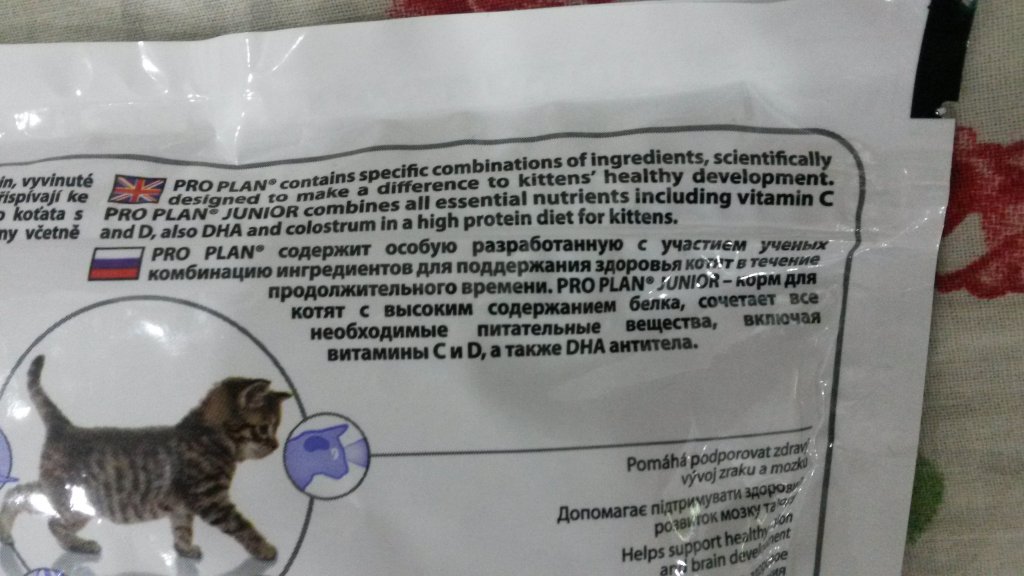 in, vyvinuté
řispívají ke
o koťata s
ny včetně
PRO PLAN® contains specific combinations of ingredients, scientifically
designed to make a difference to kittens' healthy development.
PRO PLAN® JUNIOR combines all essential nutrients including vitamin C
and D, also DHA and colostrum in a high protein diet for kittens.
PRO PLAN® содержит особую разработанную с участием ученых
комбинацию ингредиентов для поддержания здоровья котят в течение
продолжительного времени. PRO PLAN® JUNIOR – корм для
котят с высоким содержанием белка, сочетает все
необходимые питательные вещества, включая
витамины C и D, а также DHA антитела.
Pomáhá podporovat zdraví
vývoj zraku a mozku
Допомагає підтримувати здоровий
розвиток мозку та
Helps support healthy
and brain development